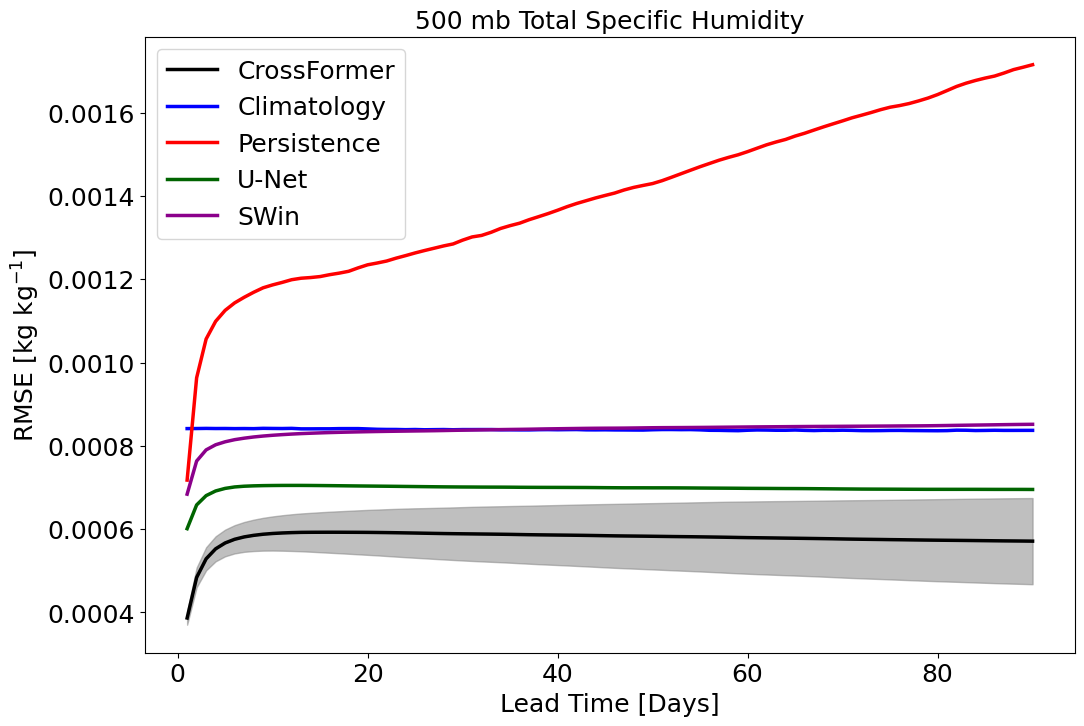 500 mb Total Specific Humidity
CrossFormer
Climatology
Persistence
U-Net
SWin
0.0016
0.0014
0.0012
0.0010
0.0008
0.0006
0.0004
RMSE [kg kg⁻¹]
0 20 40 60 80
Lead Time [Days]